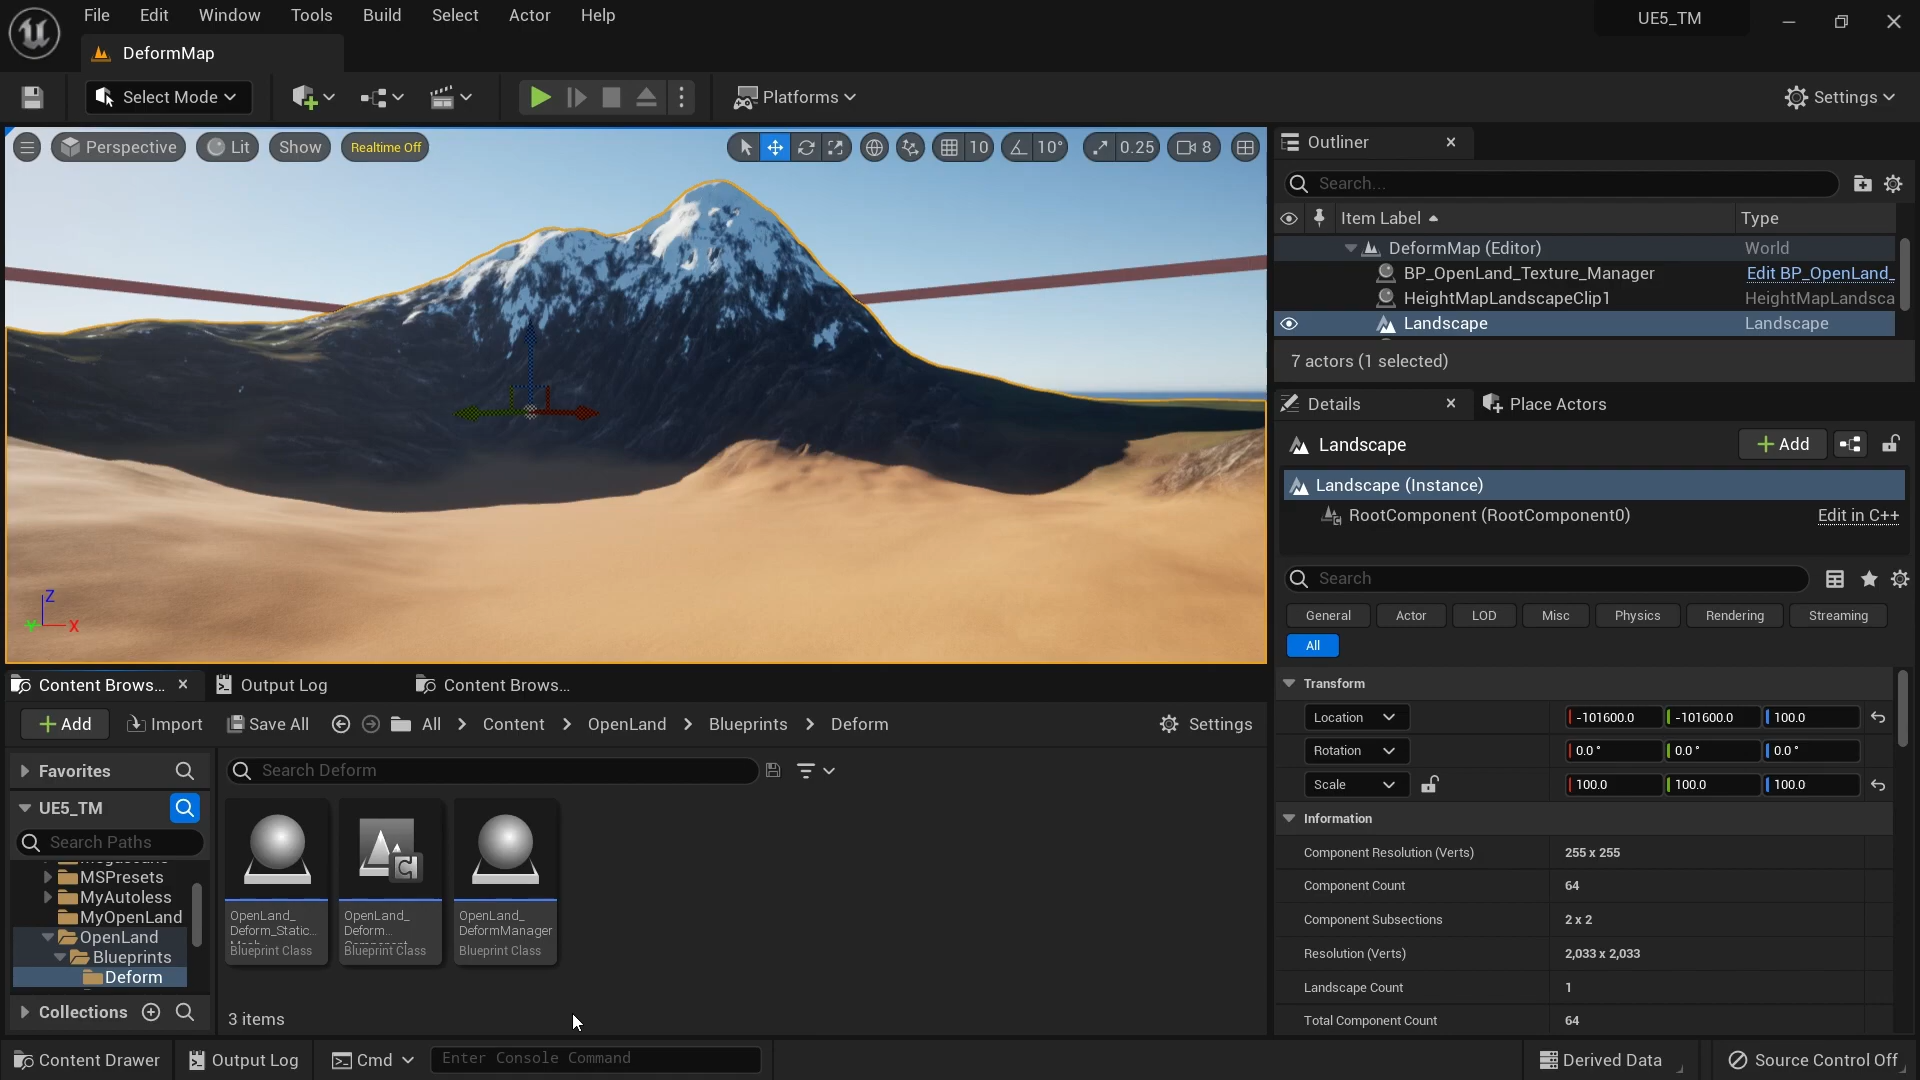 File Edit Window Tools Build Select Actor Help
UE5_TM
DeformMap
Select Mode
Platforms
Settings
Perspective Lit Show Realtime Off
10 10° 0.25 8
Outliner
Search...
Item Label Type
DeformMap (Editor) World
BP_OpenLand_Texture_Manager Edit BP_OpenLand_
HeightMapLandscapeClip1 HeightMapLandsca
Landscape Landscape
7 actors (1 selected)
Details Place Actors
Landscape Add
Landscape (Instance)
RootComponent (RootComponent0) Edit in C++
Search
General Actor LOD Misc Physics Rendering Streaming
All
Transform
Location -101600.0 -101600.0 100.0
Rotation 0.0 ° 0.0 ° 0.0 °
Scale 100.0 100.0 100.0
Information
Component Resolution (Verts) 255 x 255
Component Count 64
Component Subsections 2 x 2
Resolution (Verts) 2,033 x 2,033
Landscape Count 1
Total Component Count 64
Z
Y X
Content Brows... Output Log Content Brows...
Add Import Save All All Content OpenLand Blueprints Deform Settings
Favorites
Search Deform
UE5_TM
Search Paths
MSPresets
MyAutoless
MyOpenLand
OpenLand
Blueprints
Deform
Collections
OpenLand_
Deform_Static...
Blueprint Class
OpenLand_
Deform...
Component
Blueprint Class
OpenLand_
DeformManager
Blueprint Class
3 items
Content Drawer Output Log Cmd Enter Console Command Derived Data Source Control Off